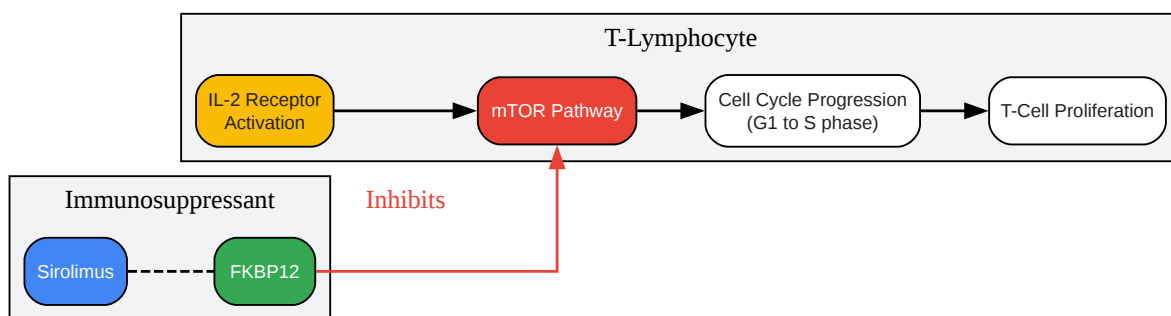 T-Lymphocyte
IL-2 Receptor
Activation
mTOR Pathway
Cell Cycle Progression
(G1 to S phase)
T-Cell Proliferation
Immunosuppressant
Inhibits
Sirolimus
FKBP12